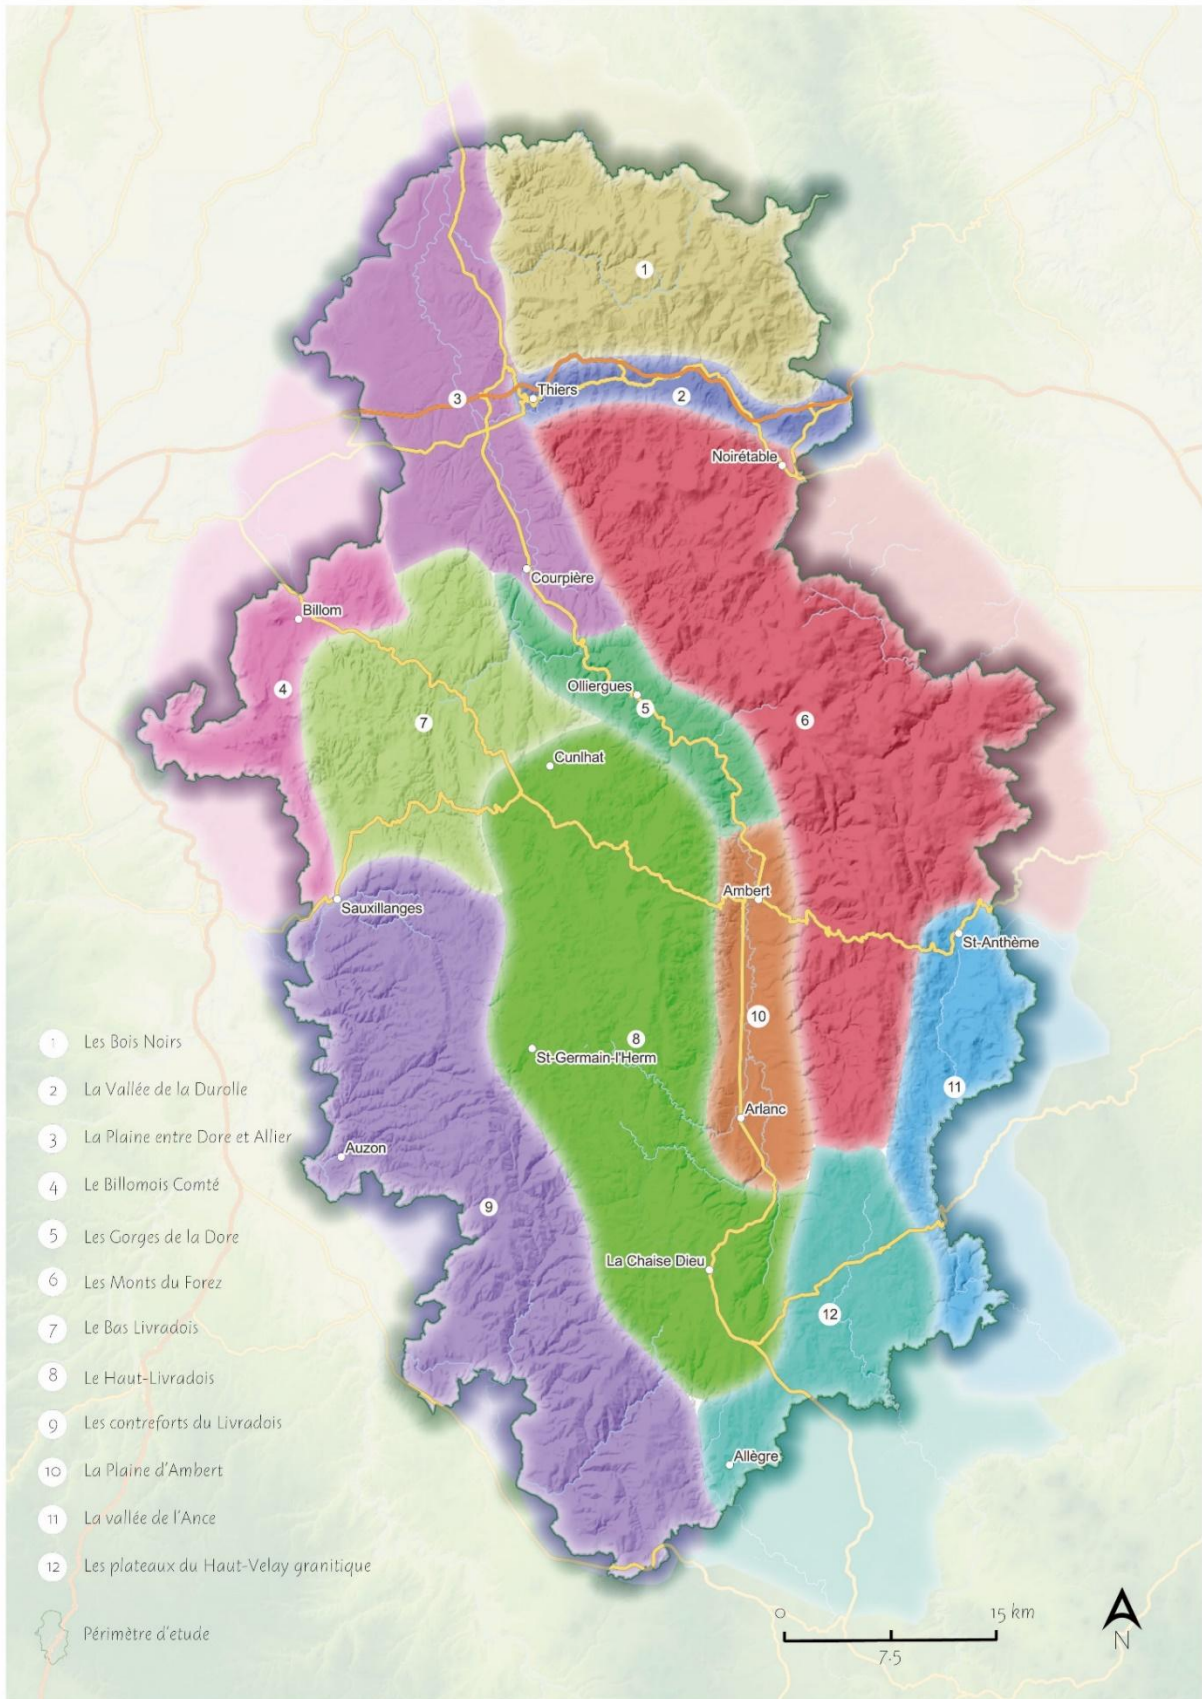 1
Thiers
2
3
Noirétable
Courpière
Billom
4
Olliergues
5
6
7
Cunlhat
Ambert
Sauxillanges
St-Anthème
10
8
St-Germain-l'Herm
11
Arlanc
Auzon
9
La Chaise Dieu
12
Allègre
1 Les Bois Noirs
2 La Vallée de la Durolle
3 La Plaine entre Dore et Allier
4 Le Billomois Comté
5 Les Gorges de la Dore
6 Les Monts du Forez
7 Le Bas Livradois
8 Le Haut-Livradois
9 Les contreforts du Livradois
10 La Plaine d'Ambert
11 La vallée de l'Ance
12 Les plateaux du Haut-Velay granitique
Périmètre d'etude
0 15 km
7.5
N